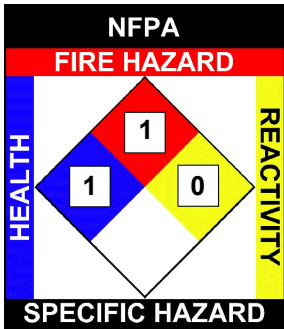 NFPA
FIRE HAZARD
HEALTH
1
1
0
REACTIVITY
SPECIFIC HAZARD